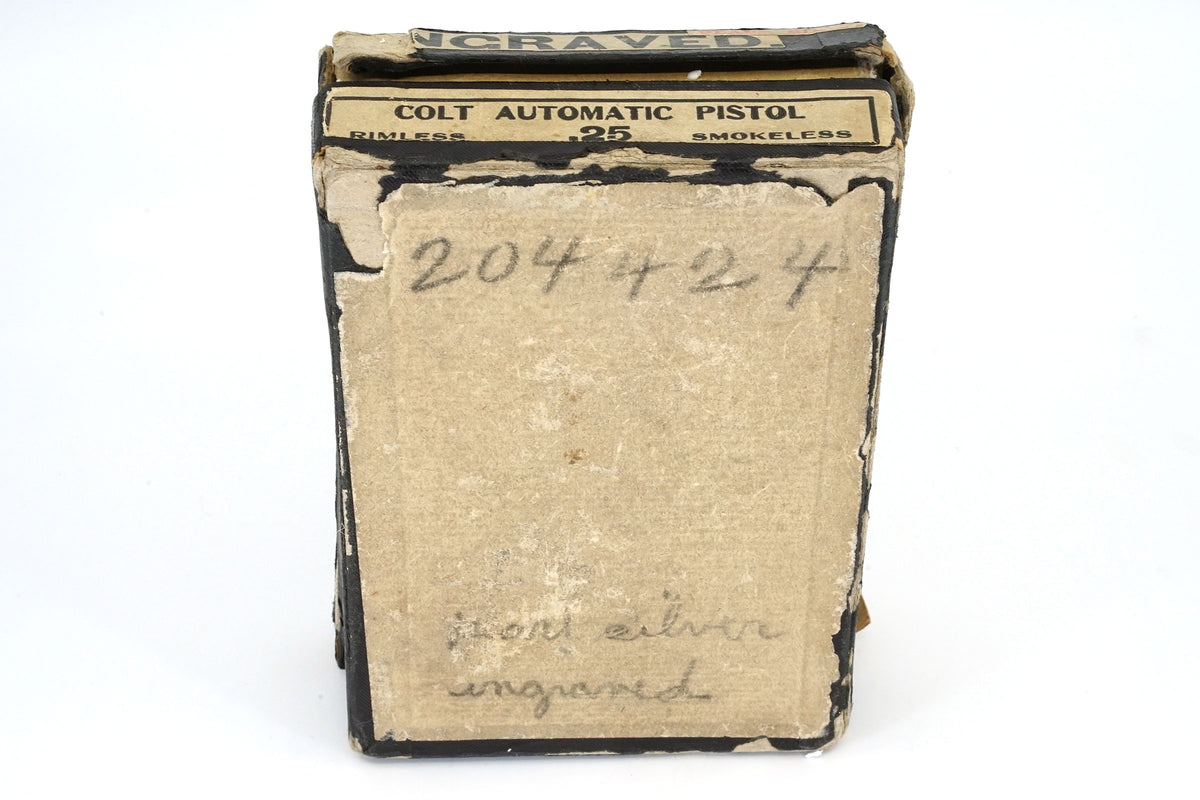 NGRAVED.
COLT AUTOMATIC PISTOL
RIMLESS .25 SMOKELESS
204424
pearl silver
engraved